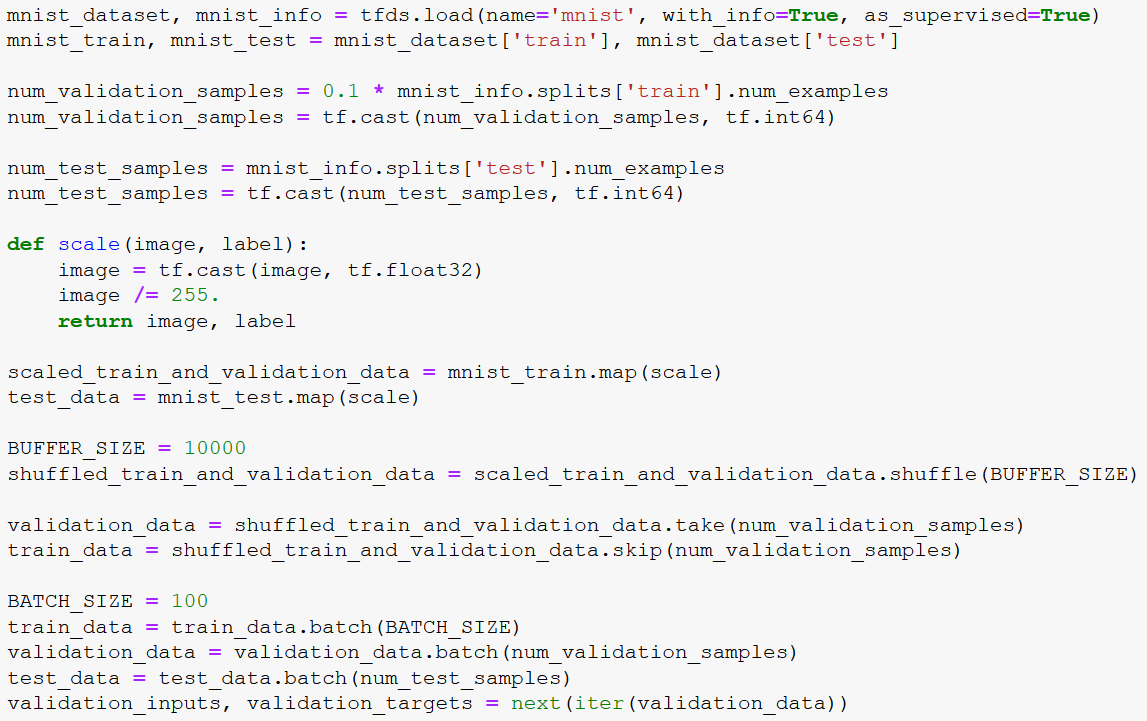 mnist_dataset, mnist_info = tfds.load(name='mnist', with_info=True, as_supervised=True)
mnist_train, mnist_test = mnist_dataset['train'], mnist_dataset['test']

num_validation_samples = 0.1 * mnist_info.splits['train'].num_examples
num_validation_samples = tf.cast(num_validation_samples, tf.int64)

num_test_samples = mnist_info.splits['test'].num_examples
num_test_samples = tf.cast(num_test_samples, tf.int64)

def scale(image, label):
    image = tf.cast(image, tf.float32)
    image /= 255.
    return image, label

scaled_train_and_validation_data = mnist_train.map(scale)
test_data = mnist_test.map(scale)

BUFFER_SIZE = 10000
shuffled_train_and_validation_data = scaled_train_and_validation_data.shuffle(BUFFER_SIZE)

validation_data = shuffled_train_and_validation_data.take(num_validation_samples)
train_data = shuffled_train_and_validation_data.skip(num_validation_samples)

BATCH_SIZE = 100
train_data = train_data.batch(BATCH_SIZE)
validation_data = validation_data.batch(num_validation_samples)
test_data = test_data.batch(num_test_samples)
validation_inputs, validation_targets = next(iter(validation_data))